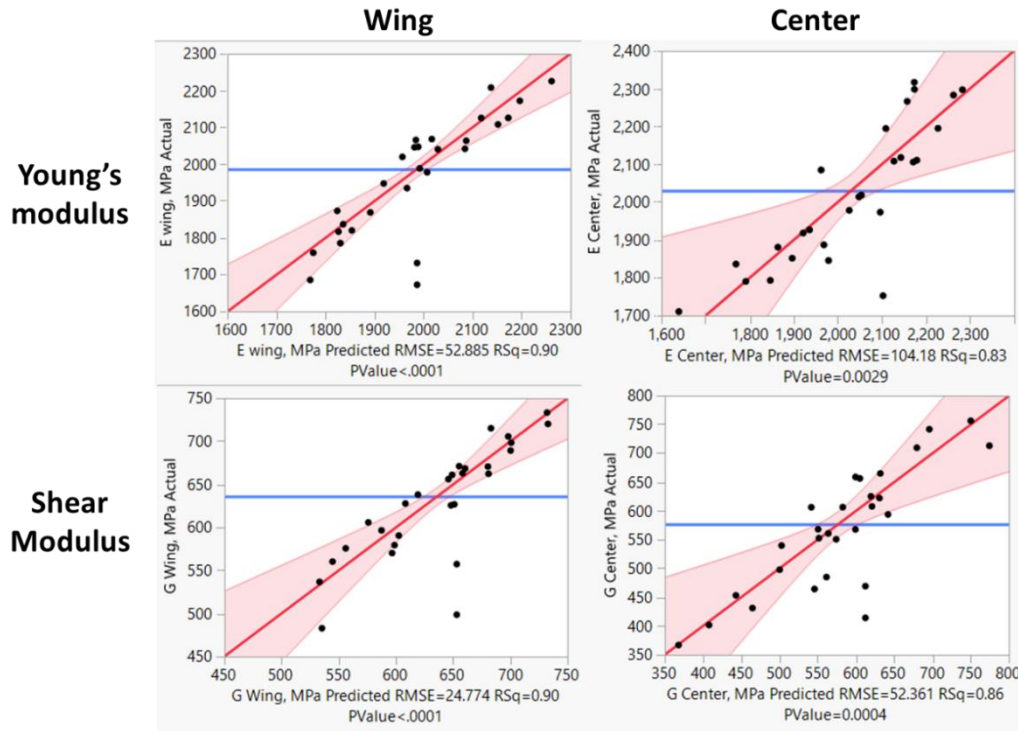 Wing
Center
Young's
modulus
E wing, MPa Actual
2300
2200
2100
2000
1900
1800
1700
1600
1600 1700 1800 1900 2000 2100 2200 2300
E wing, MPa Predicted RMSE=52.885 RSq=0.90
PValue<.0001
E Center, MPa Actual
2,400
2,300
2,200
2,100
2,000
1,900
1,800
1,700
1,600 1,800 2,000 2,100 2,300
E Center, MPa Predicted RMSE=104.18 RSq=0.83
PValue=0.0029
Shear
Modulus
G Wing, MPa Actual
750
700
650
600
550
500
450
450 500 550 600 650 700 750
G Wing, MPa Predicted RMSE=24.774 RSq=0.90
PValue<.0001
G Center, MPa Actual
800
750
700
650
600
550
500
450
400
350
350 400 450 500 550 600 650 700 750 800
G Center, MPa Predicted RMSE=52.361 RSq=0.86
PValue=0.0004